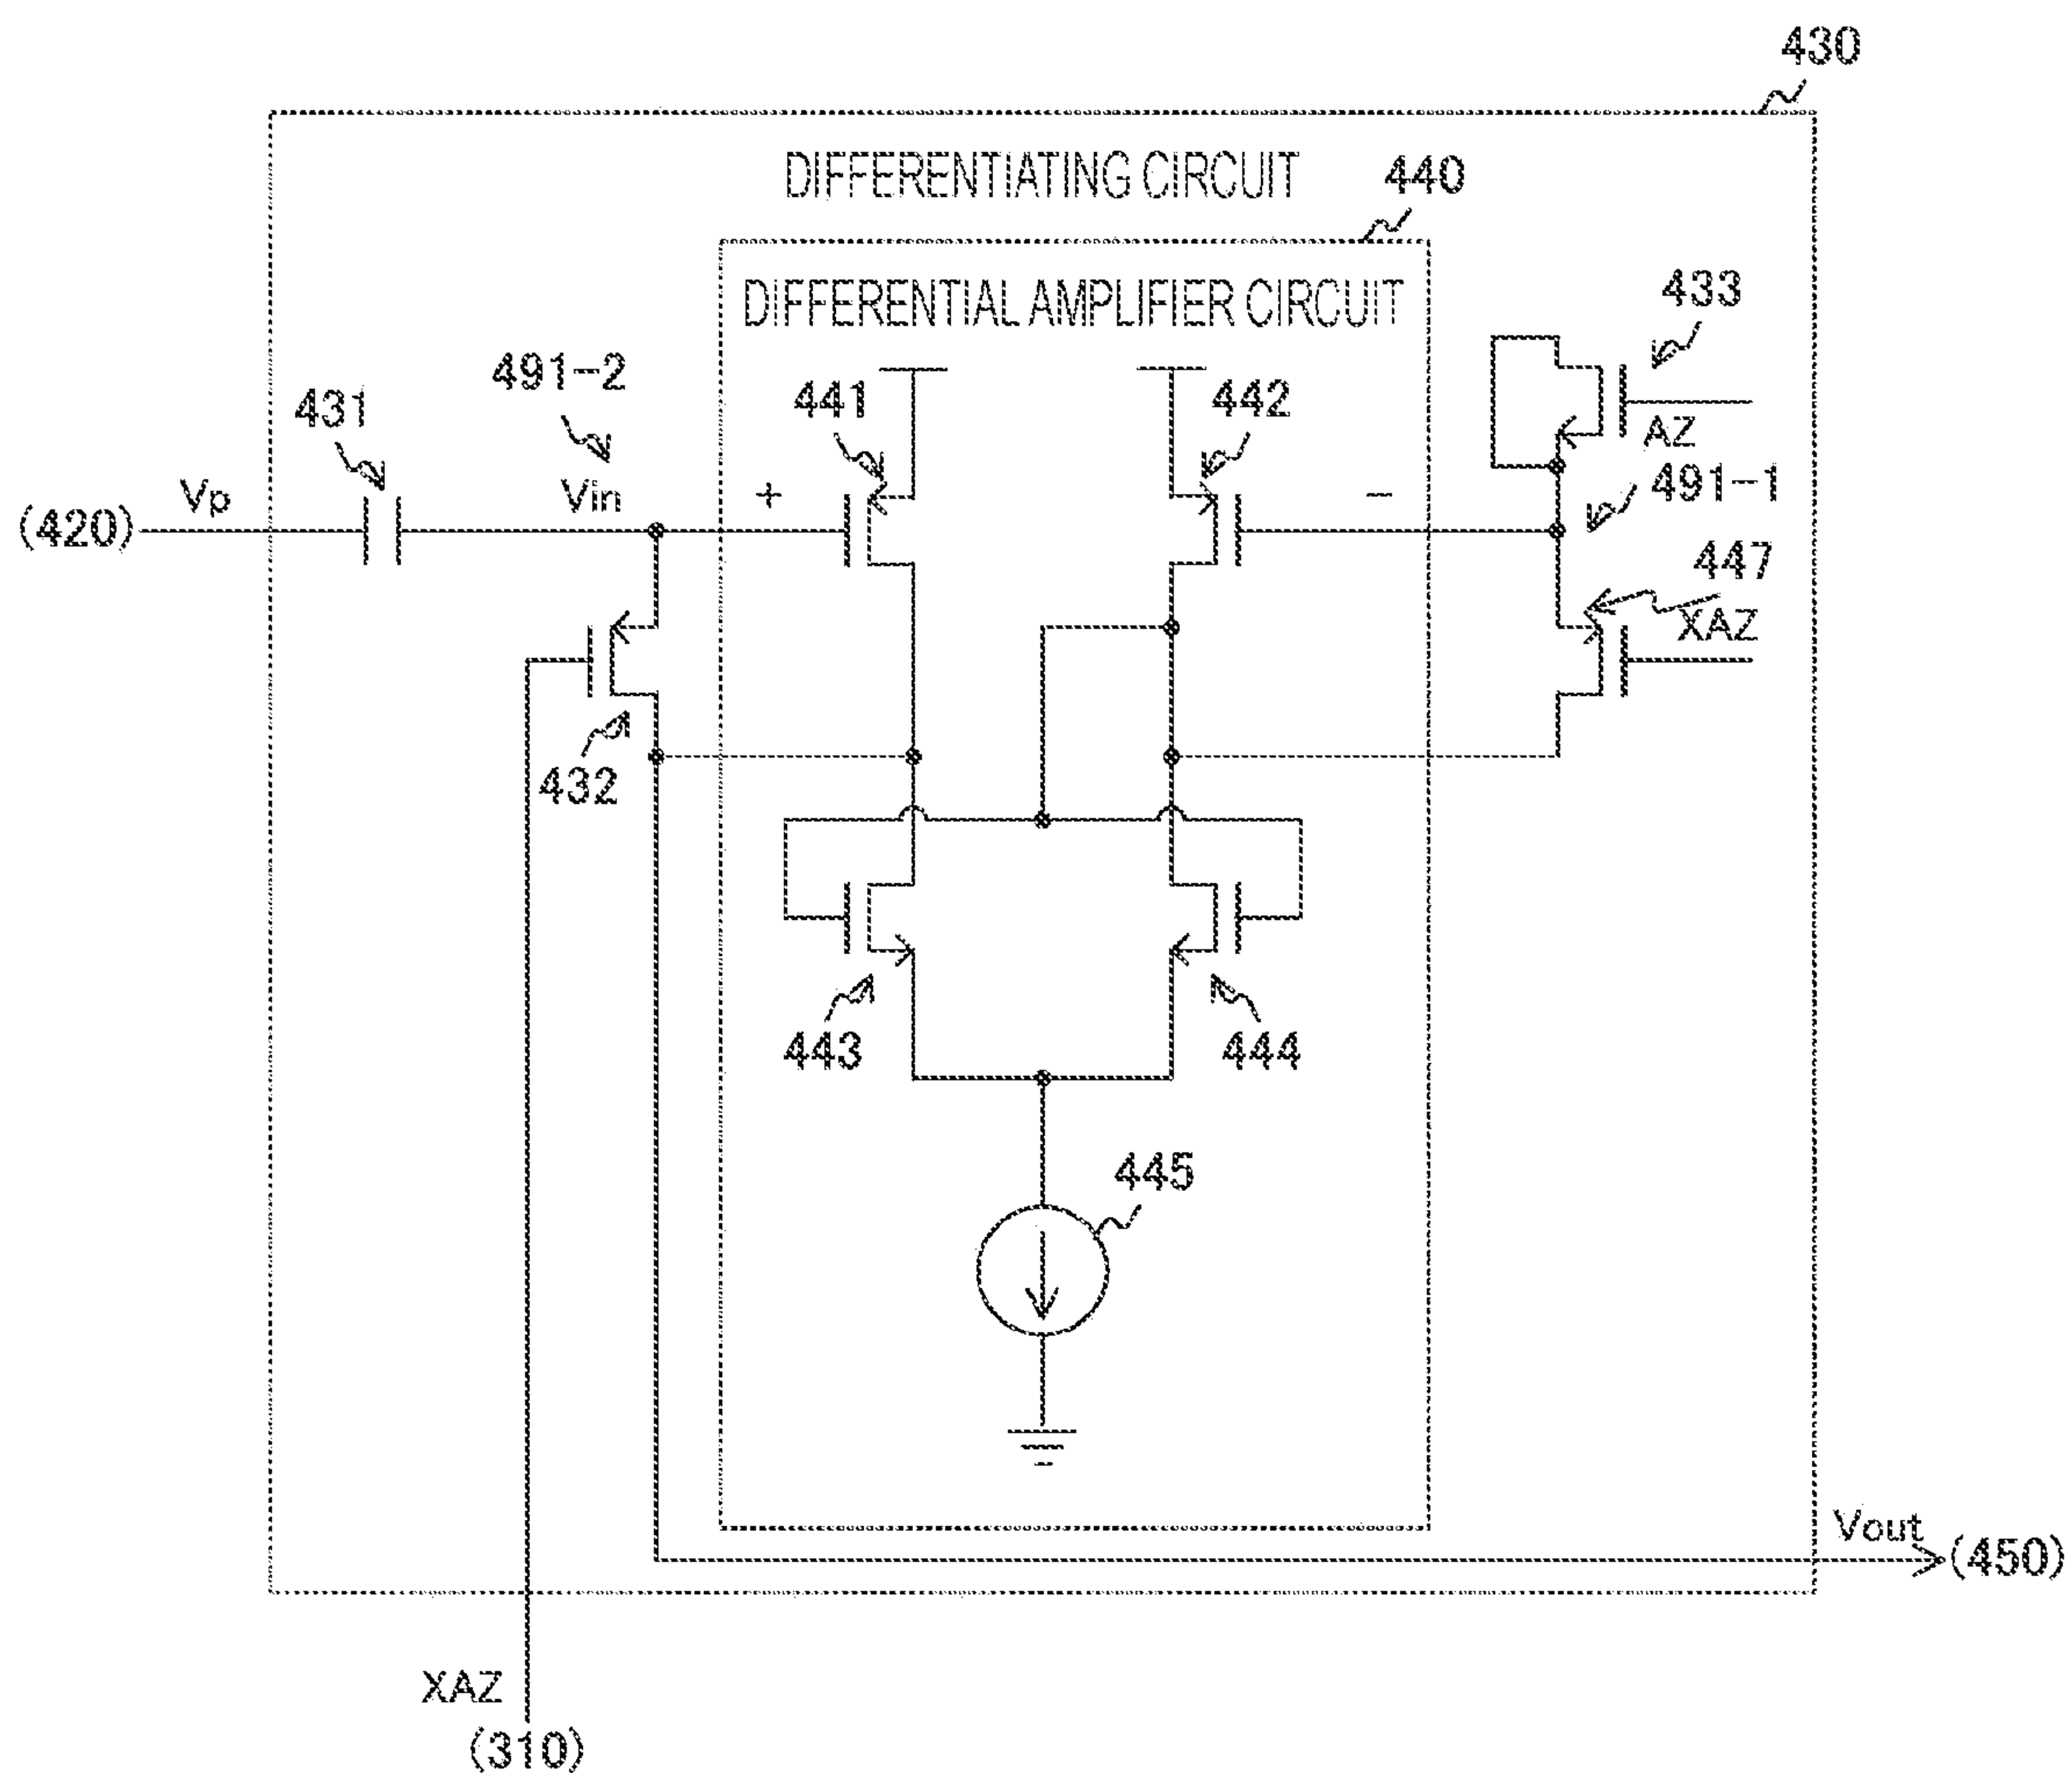 430
DIFFERENTIATING CIRCUIT
440
DIFFERENTIAL AMPLIFIER CIRCUIT
433
491-2
431
441
442
AZ
Vp
Vin
+
−
491-1
(420)
447
XAZ
432
443
444
445
Vout
(450)
XAZ
(310)